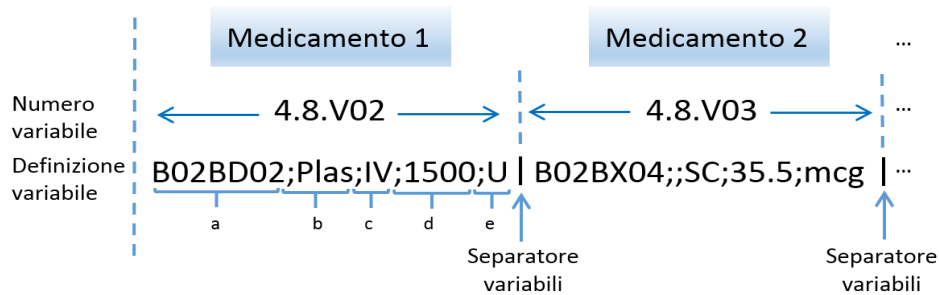 Medicamento 1 Medicamento 2 ...
Numero variabile 4.8.V02 4.8.V03 ...
Definizione variabile B02BD02;Plas;IV;1500;U | B02BX04;;SC;35.5;mcg | ...
a b c d e
Separatore variabili Separatore variabili